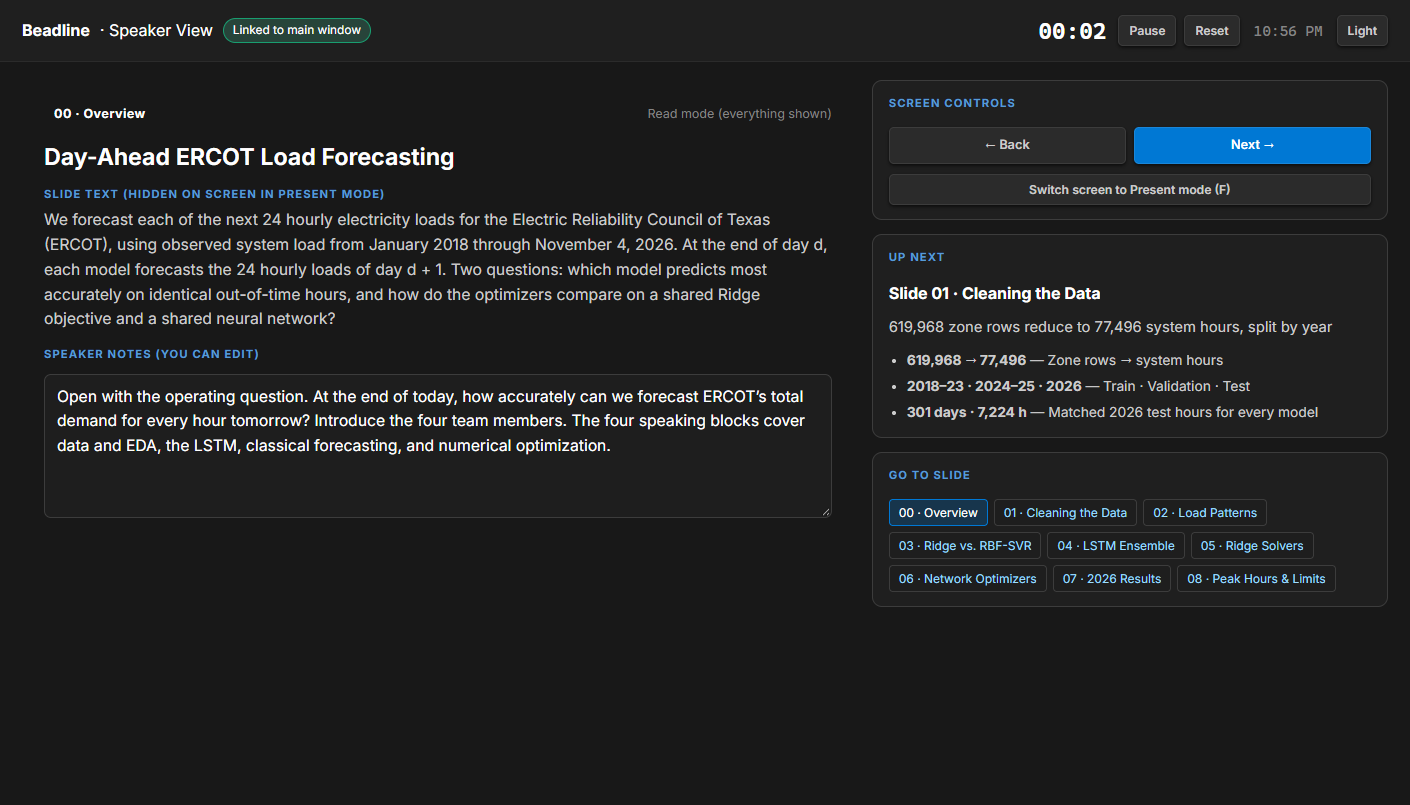 Beadline · Speaker View Linked to main window
00:02 Pause Reset 10:56 PM Light
00 · Overview Read mode (everything shown)
Day-Ahead ERCOT Load Forecasting
SLIDE TEXT (HIDDEN ON SCREEN IN PRESENT MODE)
We forecast each of the next 24 hourly electricity loads for the Electric Reliability Council of Texas
(ERCOT), using observed system load from January 2018 through November 4, 2026. At the end of day d,
each model forecasts the 24 hourly loads of day d + 1. Two questions: which model predicts most
accurately on identical out-of-time hours, and how do the optimizers compare on a shared Ridge
objective and a shared neural network?
SPEAKER NOTES (YOU CAN EDIT)
Open with the operating question. At the end of today, how accurately can we forecast ERCOT’s total
demand for every hour tomorrow? Introduce the four team members. The four speaking blocks cover
data and EDA, the LSTM, classical forecasting, and numerical optimization.
SCREEN CONTROLS
← Back Next →
Switch screen to Present mode (F)
UP NEXT
Slide 01 · Cleaning the Data
619,968 zone rows reduce to 77,496 system hours, split by year
• 619,968 → 77,496 — Zone rows → system hours
• 2018–23 · 2024–25 · 2026 — Train · Validation · Test
• 301 days · 7,224 h — Matched 2026 test hours for every model
GO TO SLIDE
00 · Overview 01 · Cleaning the Data 02 · Load Patterns
03 · Ridge vs. RBF-SVR 04 · LSTM Ensemble 05 · Ridge Solvers
06 · Network Optimizers 07 · 2026 Results 08 · Peak Hours & Limits